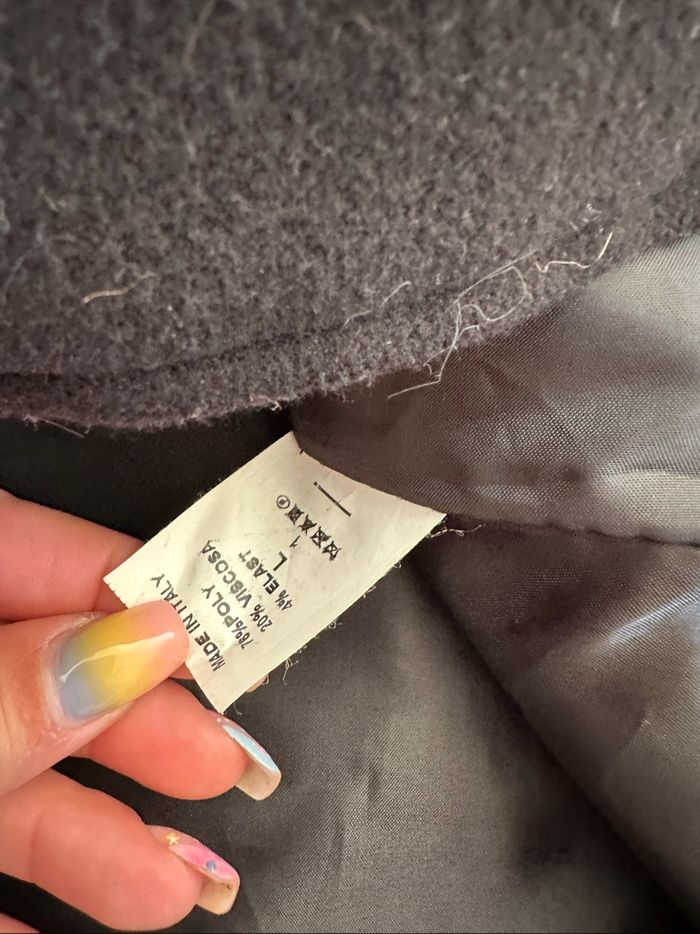 MADE IN ITALY
76%POLY
20% VISCOSA
4% ELAST
L
Ⓟ